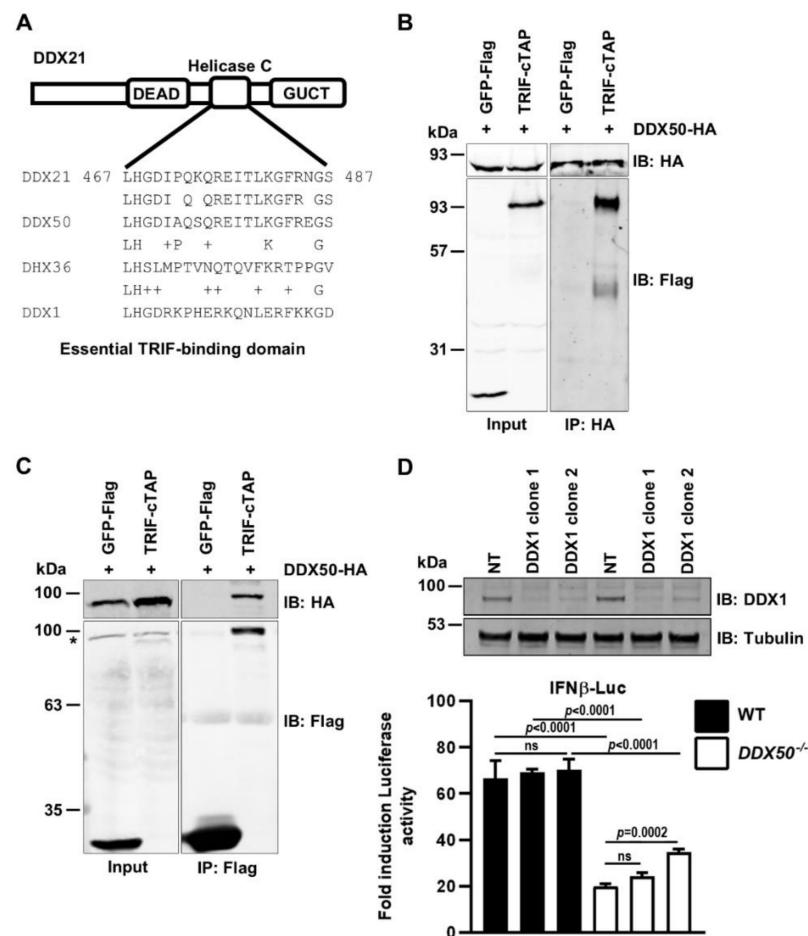 A
DDX21
Helicase C
DEAD
GUCT
DDX21 467 LHGDIPQKQREITLKGFRNGS 487
LHGDI Q QREITLKGFR GS
DDX50 LHGDIAQSQREITLKGFREGS
LH +P + K G
DHX36 LHSLMPTVNQTQVFKRTPPGV
LH++ ++ + + G
DDX1 LHGDRKPHERKQNLERFKKGD
Essential TRIF-binding domain
B
GFP-Flag
TRIF-cTAP
GFP-Flag
TRIF-cTAP
+ + + + DDX50-HA
kDa
93
IB: HA
93
57
IB: Flag
31
Input
IP: HA
C
GFP-Flag
TRIF-cTAP
GFP-Flag
TRIF-cTAP
+ + + + DDX50-HA
kDa
100
IB: HA
100
*
63
IB: Flag
35
Input
IP: Flag
D
NT
DDX1 clone 1
DDX1 clone 2
NT
DDX1 clone 1
DDX1 clone 2
kDa
100
IB: DDX1
53
IB: Tubulin
IFNβ-Luc
Fold induction Luciferase
activity
100
80
60
40
20
0
p<0.0001
p<0.0001
ns
p<0.0001
p=0.0002
ns
WT
DDX50-/-